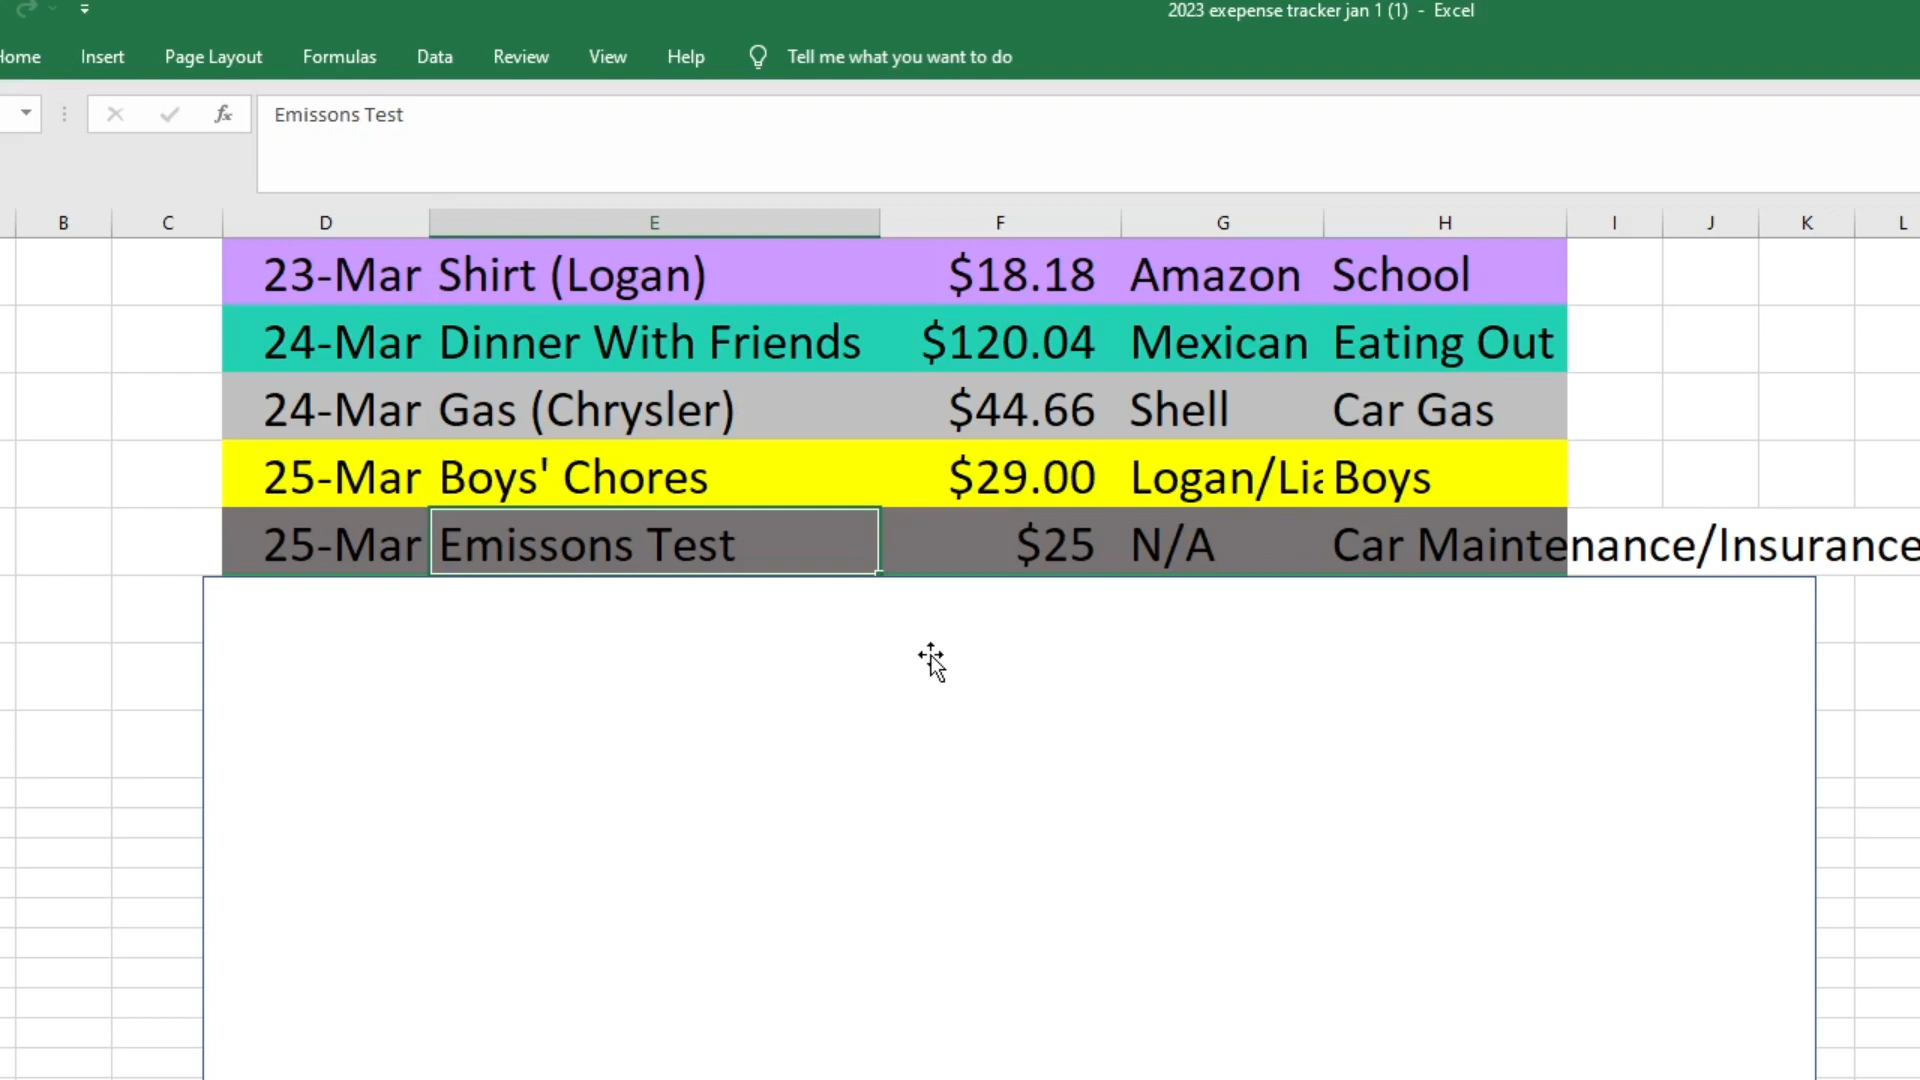 2023 exepense tracker jan 1 (1) - Excel
Home Insert Page Layout Formulas Data Review View Help Tell me what you want to do
fx Emissons Test
B C D E F G H I J K L
23-Mar Shirt (Logan) $18.18 Amazon School
24-Mar Dinner With Friends $120.04 Mexican Eating Out
24-Mar Gas (Chrysler) $44.66 Shell Car Gas
25-Mar Boys' Chores $29.00 Logan/Lia Boys
25-Mar Emissons Test $25 N/A Car Maintenance/Insurance